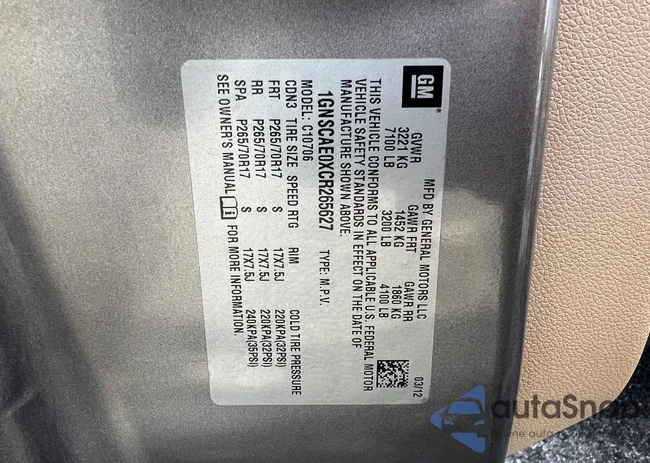 GM
MFD BY GENERAL MOTORS LLC
03/12
GVWR GAWR FRT GAWR RR
3221 KG 1452 KG 1860 KG
7100 LB 3200 LB 4100 LB
THIS VEHICLE CONFORMS TO ALL APPLICABLE U.S. FEDERAL MOTOR
VEHICLE SAFETY STANDARDS IN EFFECT ON THE DATE OF
MANUFACTURE SHOWN ABOVE.
1GNSCAE0XCR265627 TYPE: M.P.V.
MODEL: C10706
CDN3 TIRE SIZE SPEED RTG RIM COLD TIRE PRESSURE
FRT P265/70R17 S 17X7.5J 220KPA(32PSI)
RR P265/70R17 S 17X7.5J 220KPA(32PSI)
SPA P265/70R17 S 17X7.5J 240KPA(35PSI)
SEE OWNER'S MANUAL FOR MORE INFORMATION.
autaSnap